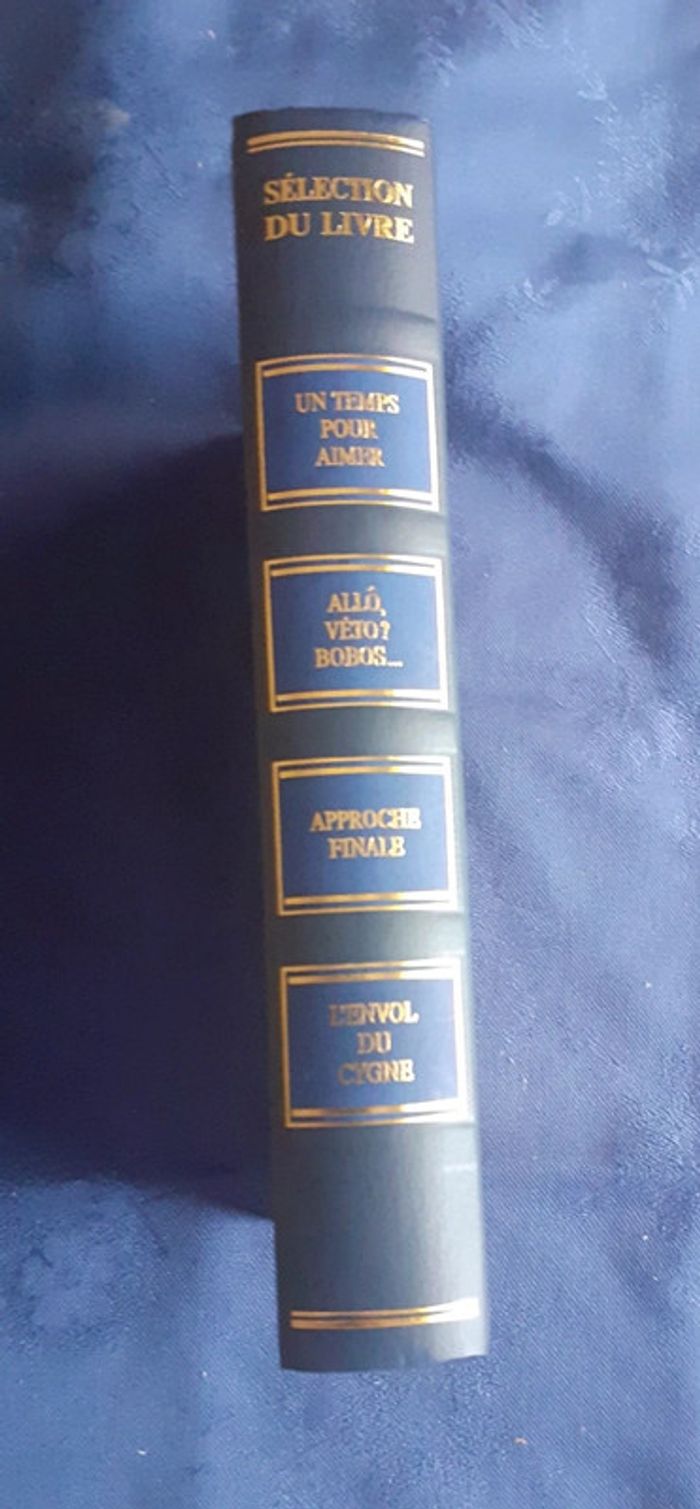 SÉLECTION
DU LIVRE
UN TEMPS
POUR
AIMER
ALLÔ,
VÉTO?
BOBOS...
APPROCHE
FINALE
L'ENVOL
DU
CYGNE